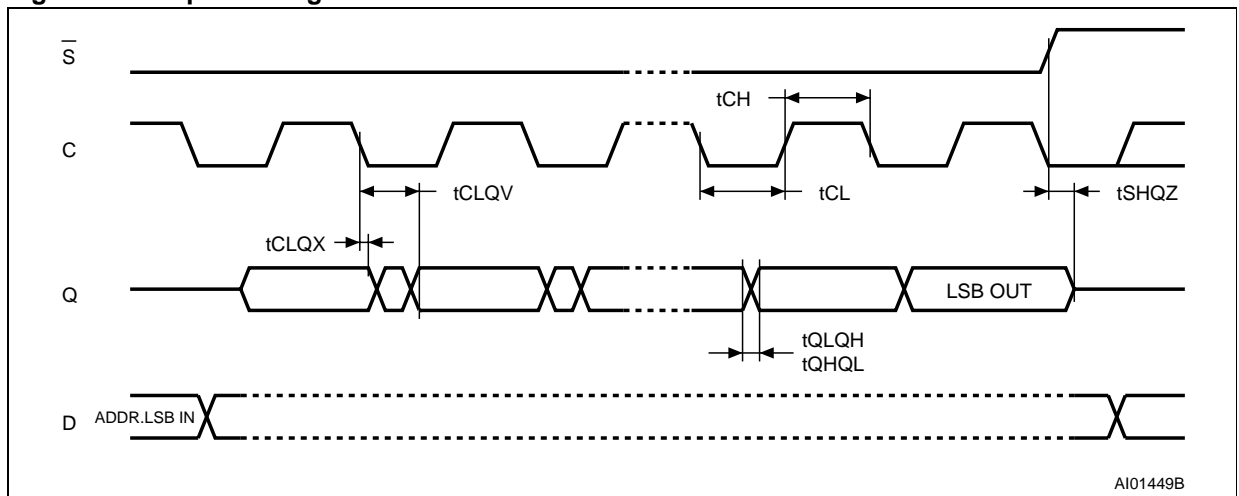 S
tCH
C
tCLQV
tCL
tSHQZ
tCLQX
Q
LSB OUT
tQLQH
tQHQL
D
ADDR.LSB IN
AI01449B